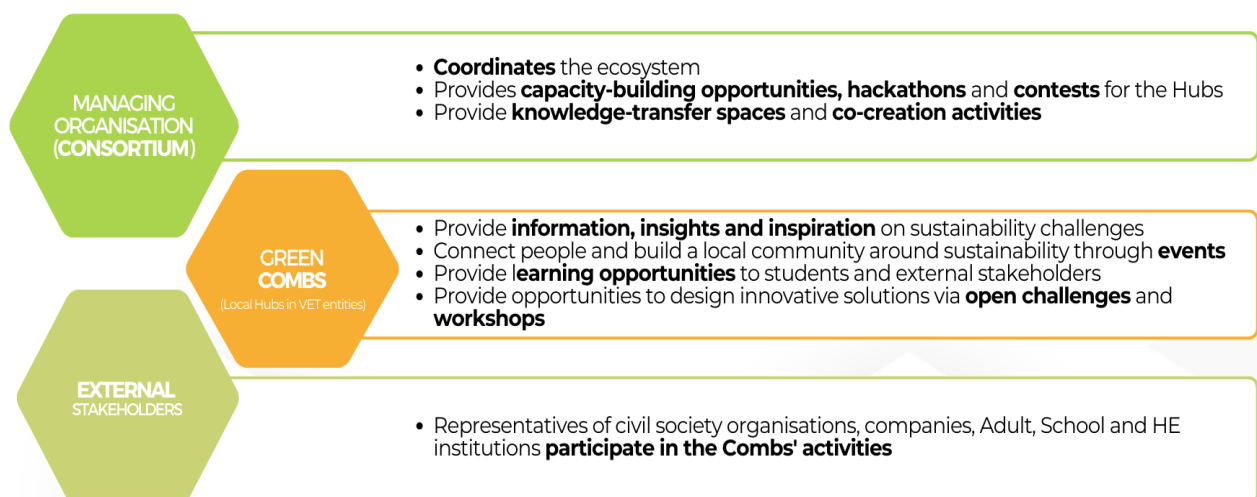 MANAGING
ORGANISATION
(CONSORTIUM)
• Coordinates the ecosystem
• Provides capacity-building opportunities, hackathons and contests for the Hubs
• Provide knowledge-transfer spaces and co-creation activities
GREEN
COMBS
(Local Hubs in VET entities)
• Provide information, insights and inspiration on sustainability challenges
• Connect people and build a local community around sustainability through events
• Provide learning opportunities to students and external stakeholders
• Provide opportunities to design innovative solutions via open challenges and
workshops
EXTERNAL
STAKEHOLDERS
• Representatives of civil society organisations, companies, Adult, School and HE
institutions participate in the Combs' activities